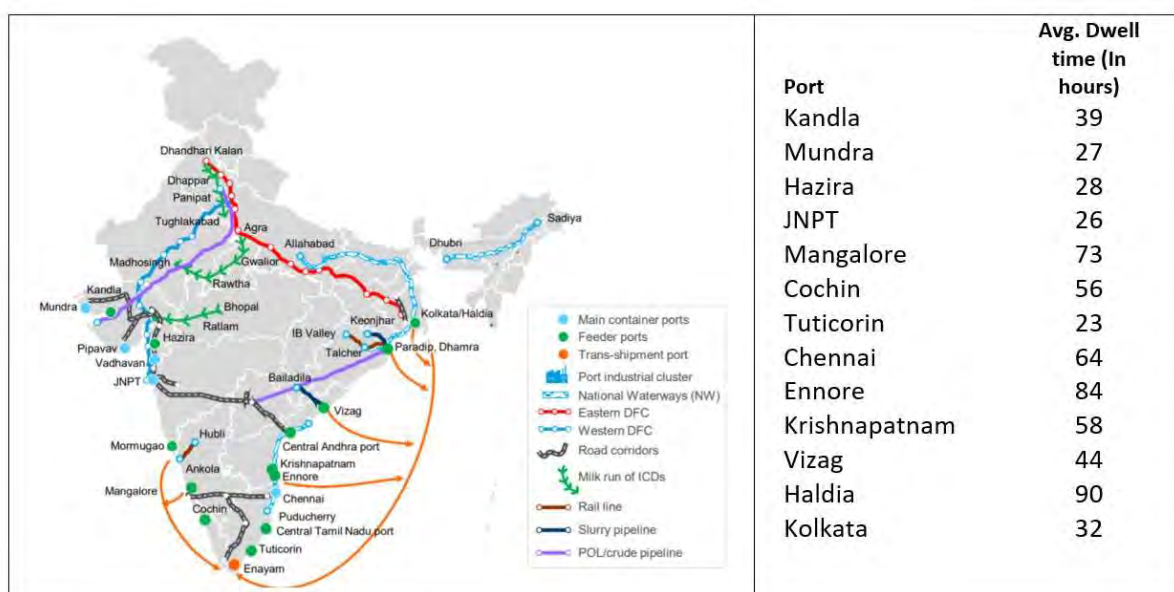 Dhandhari Kalan
Dhappar
Panipat
Tughlakabad
Agra
Allahabad
Dhubri
Sadiya
Madhosingh
Gwalior
Rawtha
Kandla
Mundra
Bhopal
Ratlam
Hazira
Pipavav
Vadhavan
JNPT
IB Valley
Keonjhar
Kolkata/Haldia
Talcher
Paradip, Dhamra
Bailadila
Vizag
Mormugao
Hubli
Central Andhra port
Ankola
Krishnapatnam
Ennore
Mangalore
Chennai
Cochin
Puducherry
Central Tamil Nadu port
Tuticorin
Enayam
Main container ports
Feeder ports
Trans-shipment port
Port industrial cluster
National Waterways (NW)
Eastern DFC
Western DFC
Road corridors
Milk run of ICDs
Rail line
Slurry pipeline
POL/crude pipeline
Avg. Dwell
time (In
Port hours)
Kandla 39
Mundra 27
Hazira 28
JNPT 26
Mangalore 73
Cochin 56
Tuticorin 23
Chennai 64
Ennore 84
Krishnapatnam 58
Vizag 44
Haldia 90
Kolkata 32